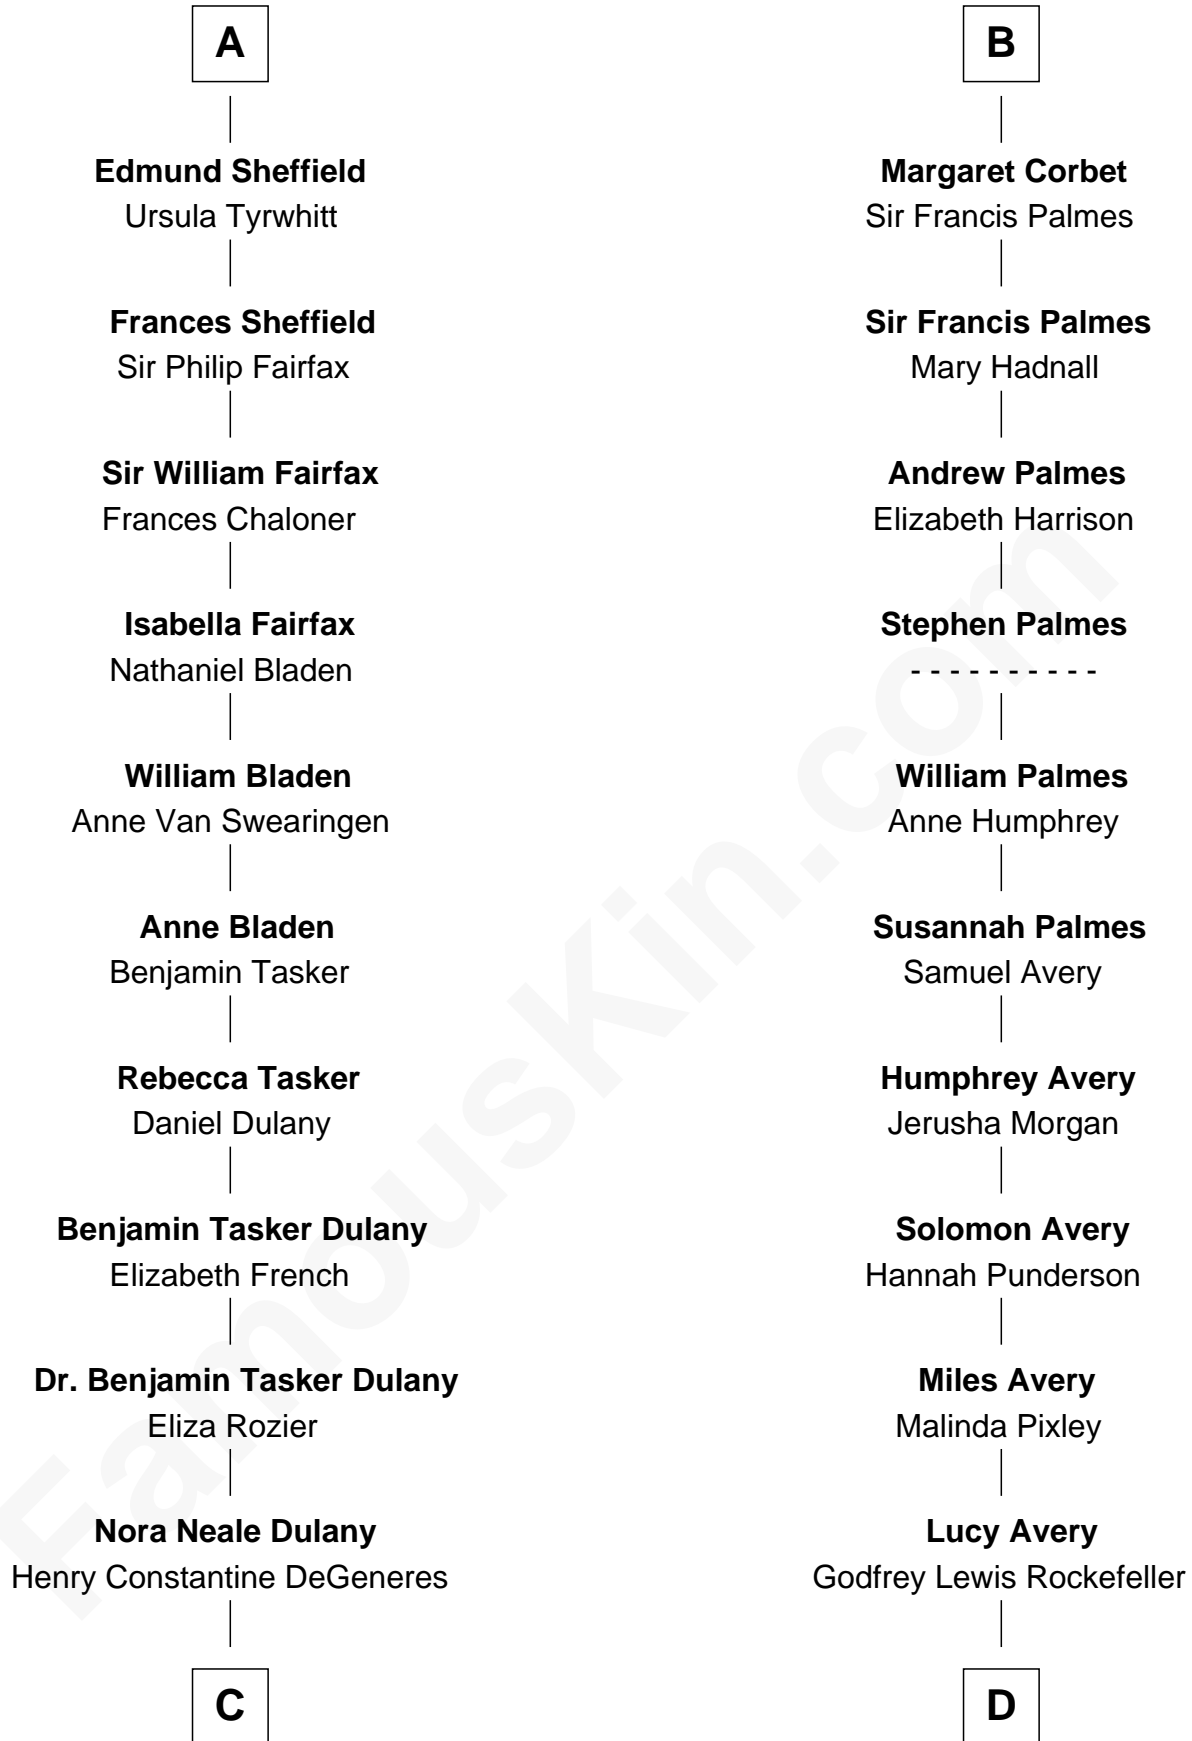 A
Edmund Sheffield
Ursula Tyrwhitt
Frances Sheffield
Sir Philip Fairfax
Sir William Fairfax
Frances Chaloner
Isabella Fairfax
Nathaniel Bladen
William Bladen
Anne Van Swearingen
Anne Bladen
Benjamin Tasker
Rebecca Tasker
Daniel Dulany
Benjamin Tasker Dulany
Elizabeth French
Dr. Benjamin Tasker Dulany
Eliza Rozier
Nora Neale Dulany
Henry Constantine DeGeneres
C
B
Margaret Corbet
Sir Francis Palmes
Sir Francis Palmes
Mary Hadnall
Andrew Palmes
Elizabeth Harrison
Stephen Palmes
- - - - - - - - - -
William Palmes
Anne Humphrey
Susannah Palmes
Samuel Avery
Humphrey Avery
Jerusha Morgan
Solomon Avery
Hannah Punderson
Miles Avery
Malinda Pixley
Lucy Avery
Godfrey Lewis Rockefeller
D
FamousKin.com